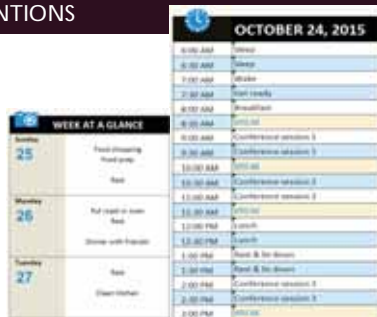 NTIONS
OCTOBER 24, 2015
6:00 AM Sleep
6:30 AM Sleep
7:00 AM Wake
7:30 AM Get ready
8:00 AM Breakfast
8:30 AM
9:00 AM Conference session 1
9:30 AM Conference session 1
10:00 AM
10:30 AM Conference session 2
11:00 AM Conference session 2
11:30 AM
12:00 PM Lunch
12:30 PM Lunch
1:00 PM Rest & lie down
1:30 PM Rest & lie down
2:00 PM Conference session 3
2:30 PM Conference session 3
3:00 PM
WEEK AT A GLANCE
Sunday
25
Food shopping
Food prep
Rest
Monday
26
Put roast in oven
Rest
Dinner with friends
Tuesday
27
Rest
Clean kitchen